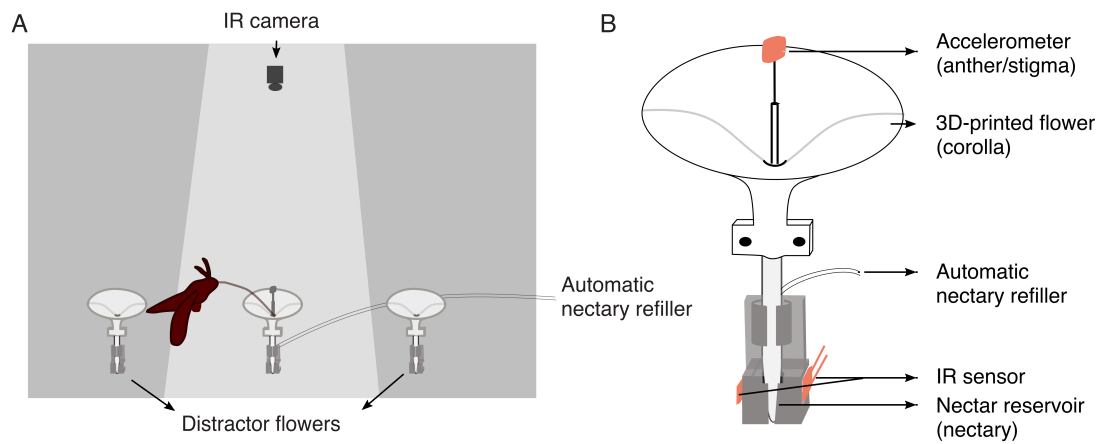 A
IR camera
Automatic
nectary refiller
Distractor flowers
B
Accelerometer
(anther/stigma)
3D-printed flower
(corolla)
Automatic
nectary refiller
IR sensor
Nectar reservoir
(nectary)